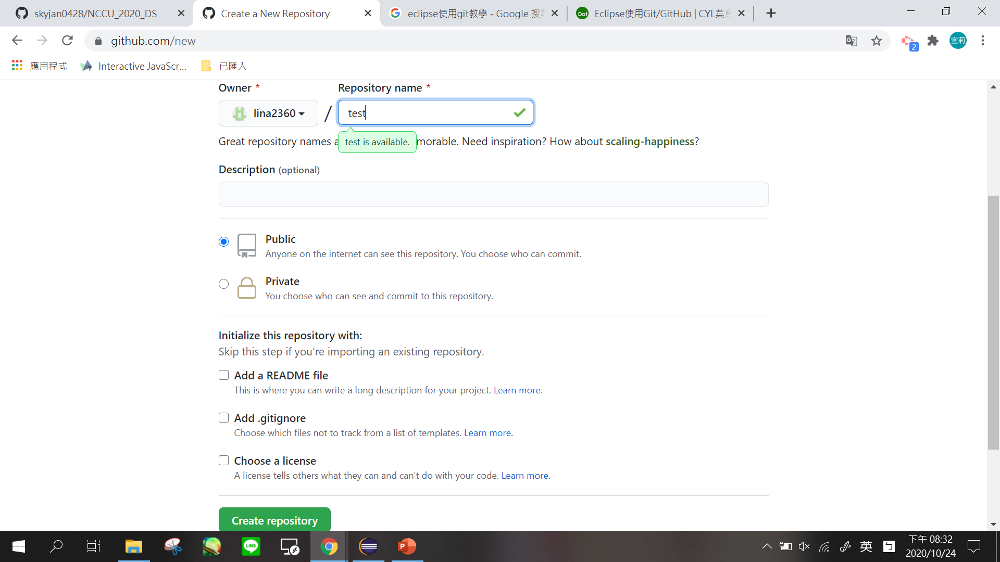 skyjan0428/NCCU_2020_DS
Create a New Repository
eclipse使用git教學 - Google 搜
Eclipse使用Git/GitHub | CYL菜
github.com/new
2
宜莉
應用程式
Interactive JavaScr...
已匯入
Owner *
Repository name *
lina2360
/
test
Great repository names a
test is available.
morable. Need inspiration? How about scaling-happiness?
Description (optional)
Public
Anyone on the internet can see this repository. You choose who can commit.
Private
You choose who can see and commit to this repository.
Initialize this repository with:
Skip this step if you’re importing an existing repository.
Add a README file
This is where you can write a long description for your project. Learn more.
Add .gitignore
Choose which files not to track from a list of templates. Learn more.
Choose a license
A license tells others what they can and can't do with your code. Learn more.
Create repository
LINE
P
英
ㄅ
下午 08:32
2020/10/24